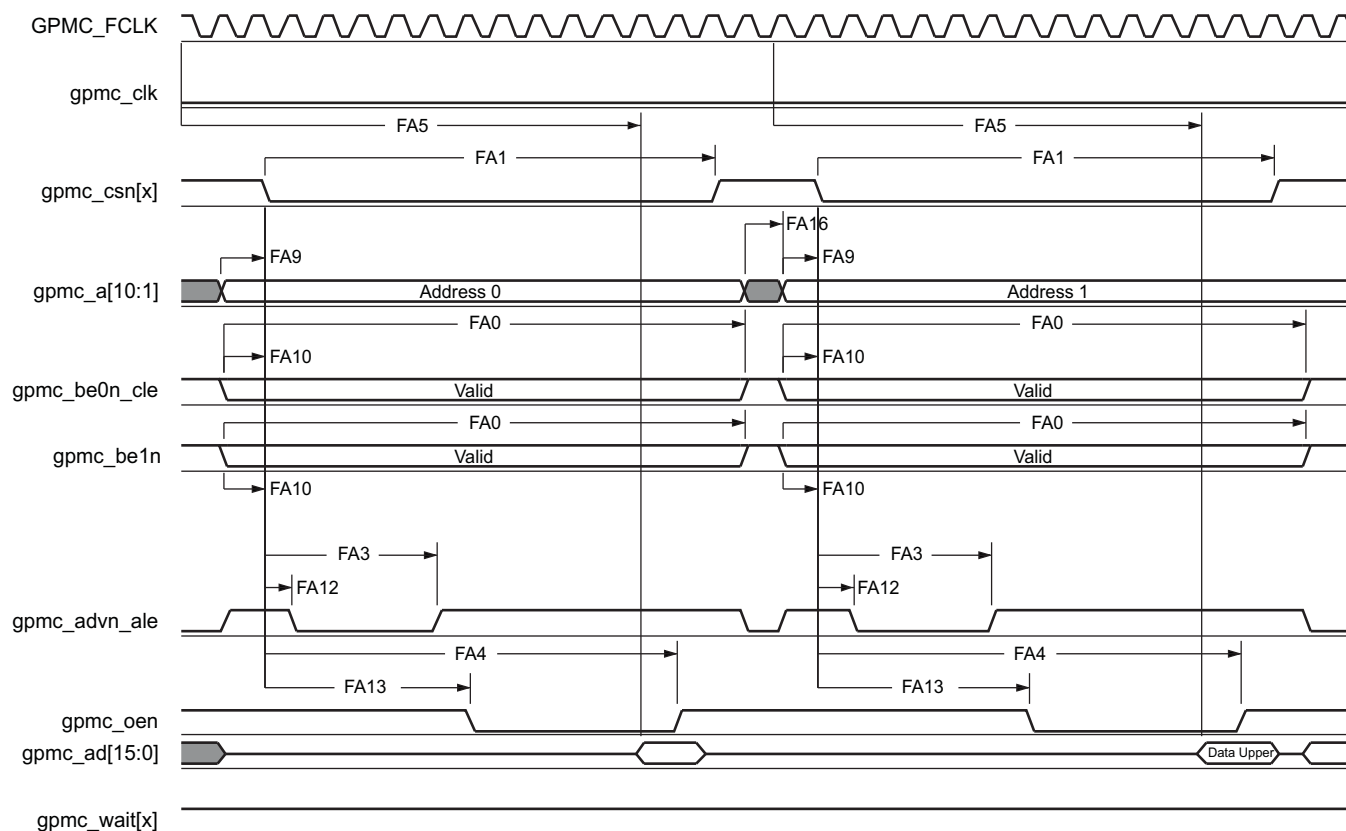 GPMC_FCLK
gpmc_clk
FA5 FA5
FA1 FA1
gpmc_csn[x]
FA16
FA9 FA9
gpmc_a[10:1] Address 0 Address 1
FA0 FA0
FA10 FA10
gpmc_be0n_cle Valid Valid
FA0 FA0
gpmc_be1n Valid Valid
FA10 FA10
FA3 FA3
FA12 FA12
gpmc_advn_ale
FA4 FA4
FA13 FA13
gpmc_oen
gpmc_ad[15:0] Data Upper
gpmc_wait[x]